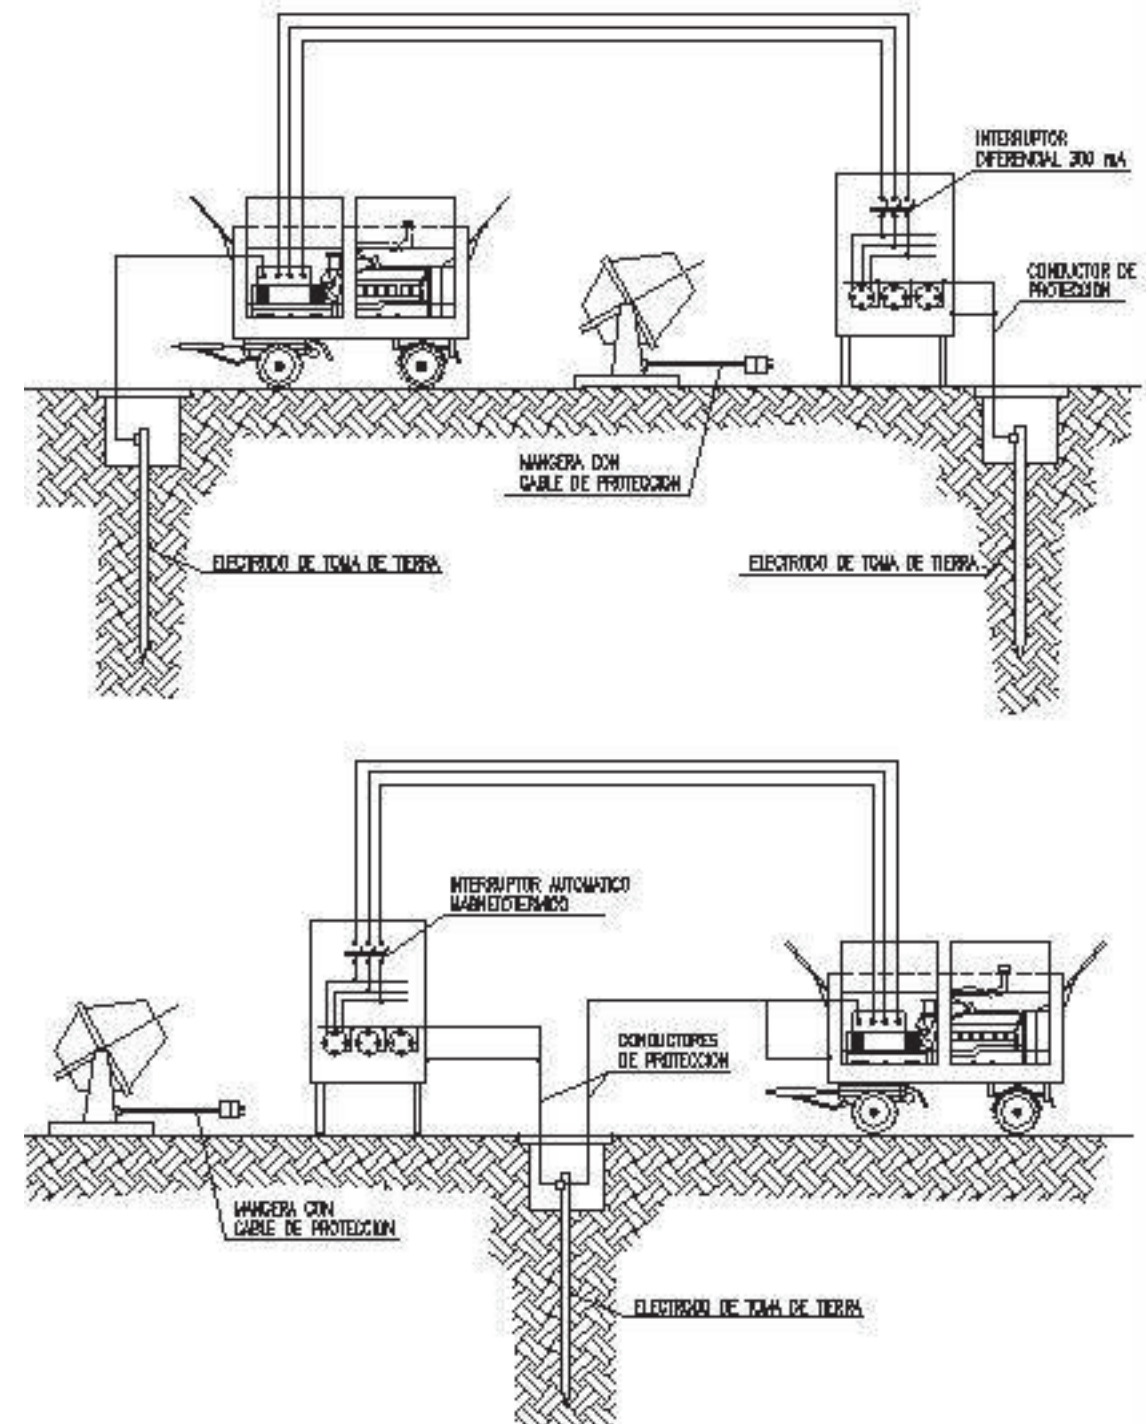 INTERRUPTOR
DIFERENCIAL 300 mA
CONDUCTOR DE
PROTECCION
MANGERA CON
CABLE DE PROTECCION
ELECTRODO DE TOMA DE TIERRA
ELECTRODO DE TOMA DE TIERRA
INTERRUPTOR AUTOMATICO
MAGNETOTERMICO
CONDUCTORES
DE PROTECCION
MANGERA CON
CABLE DE PROTECCION
ELECTRODO DE TOMA DE TIERRA